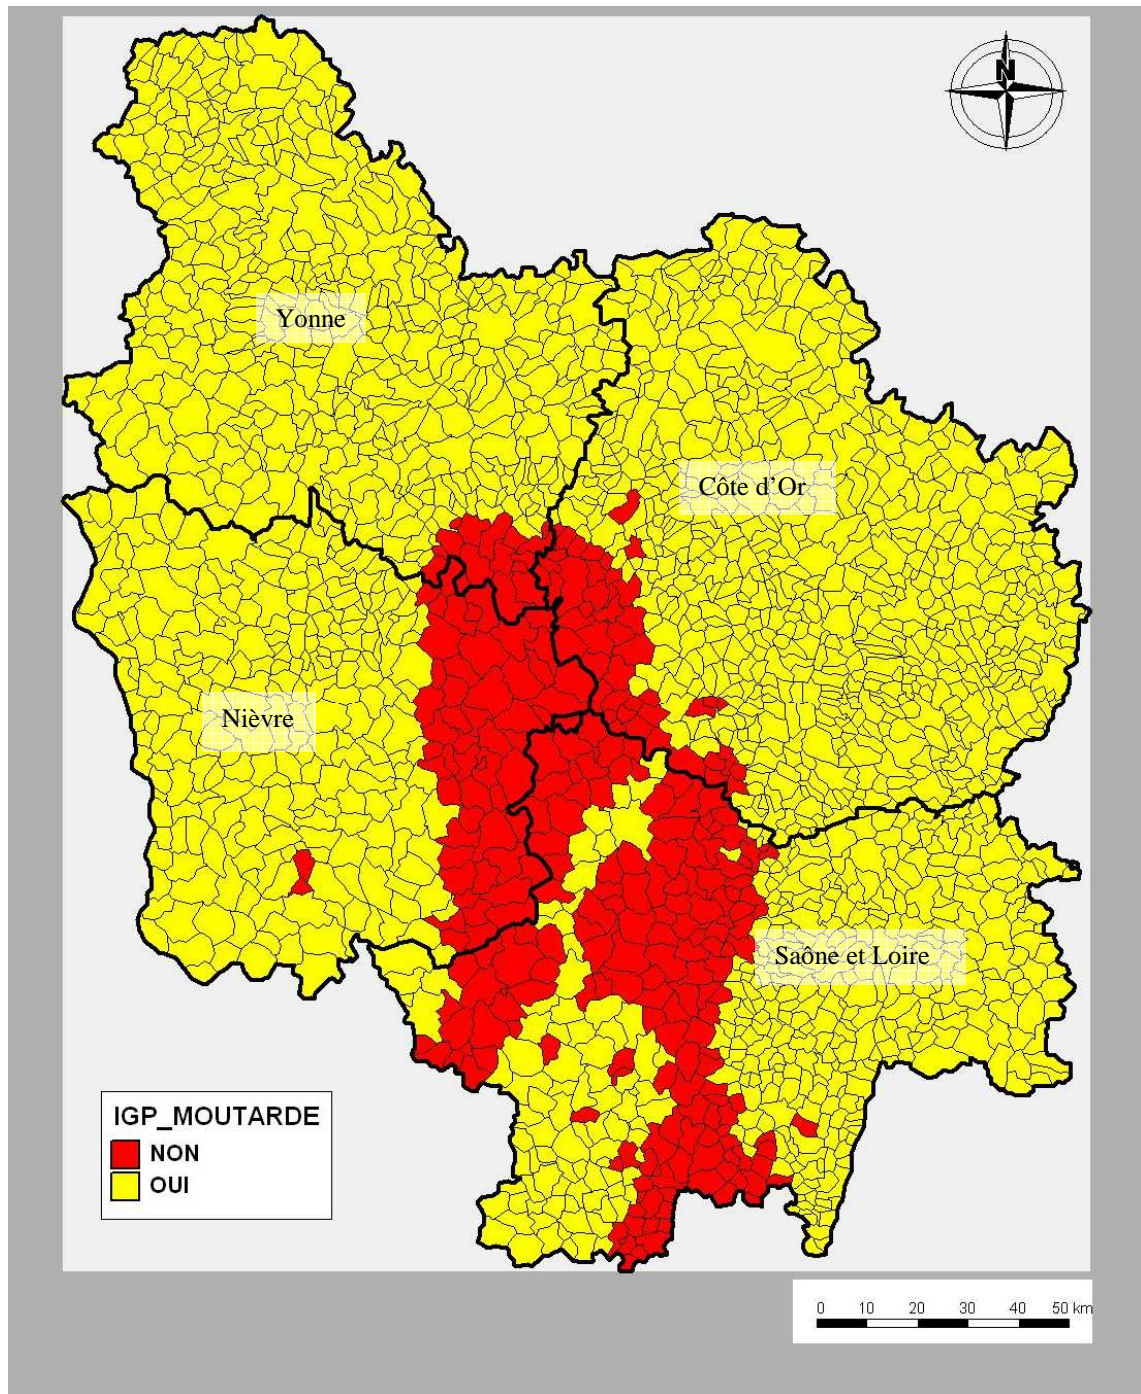 N
Yonne
Côte d'Or
Nièvre
Saône et Loire
IGP_MOUTARDE
NON
OUI
0 10 20 30 40 50 km